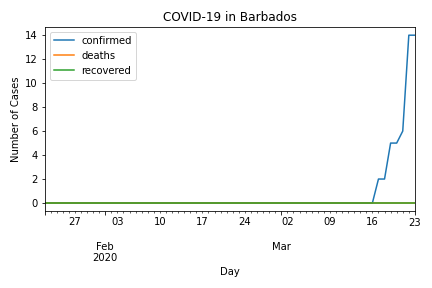 COVID-19 in Barbados
confirmed
deaths
recovered
Number of Cases
14
12
10
8
6
4
2
0
27 03 10 17 24 02 09 16 23
Feb Mar
2020
Day